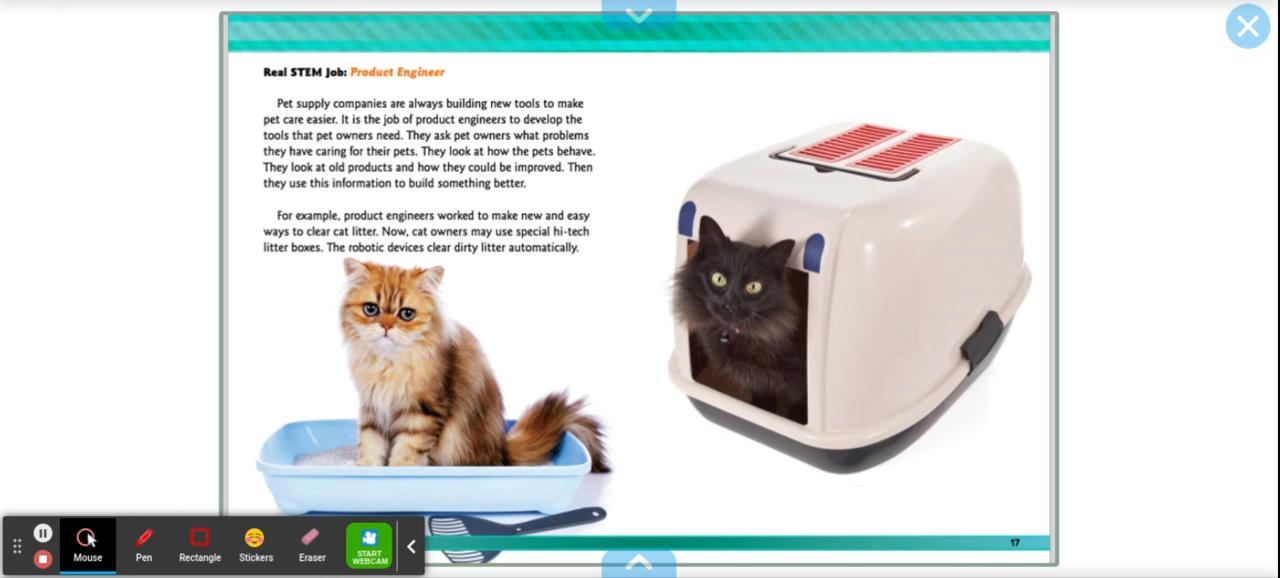 Real STEM Job: Product Engineer
Pet supply companies are always building new tools to make
pet care easier. It is the job of product engineers to develop the
tools that pet owners need. They ask pet owners what problems
they have caring for their pets. They look at how the pets behave.
They look at old products and how they could be improved. Then
they use this information to build something better.
For example, product engineers worked to make new and easy
ways to clear cat litter. Now, cat owners may use special hi-tech
litter boxes. The robotic devices clear dirty litter automatically.
17
Mouse
Pen
Rectangle
Stickers
Eraser
START
WEBCAM